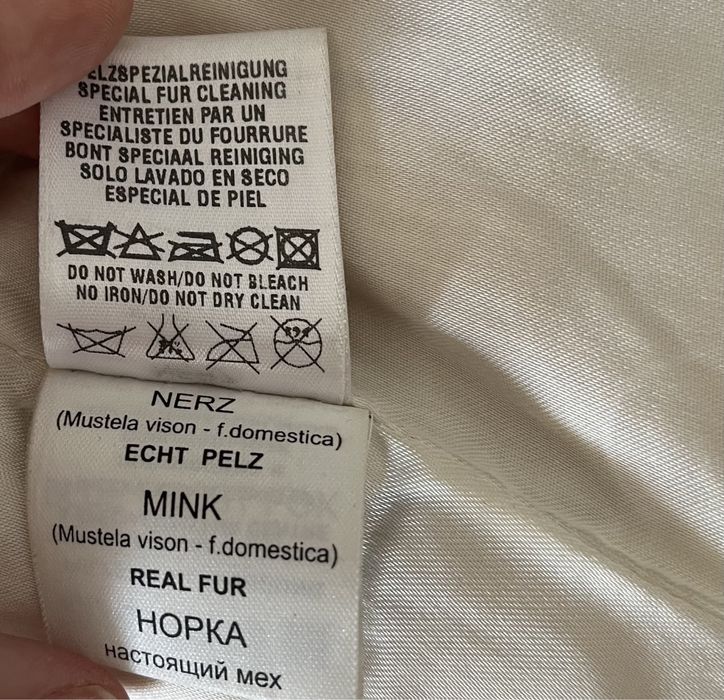 SPECIAL FUR CLEANING
ENTRETIEN PAR UN
SPECIALISTE DU FOURRURE
BONT SPECIAAL REINIGING
SOLO LAVADO EN SECO
ESPECIAL DE PIEL
DO NOT WASH/DO NOT BLEACH
NO IRON/DO NOT DRY CLEAN
NERZ
(Mustela vison - f.domestica)
ECHT PELZ
MINK
(Mustela vison - f.domestica)
REAL FUR
НОРКА
настоящий мех